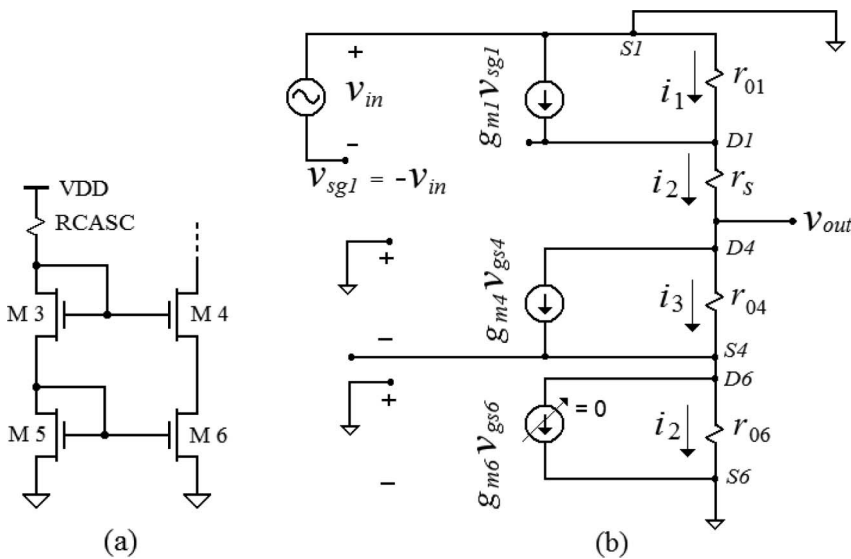 VDD
RCASC
M 3
M 4
M 5
M 6
(a)
+
v_in
-
v_sg1 = -v_in
g_m1 v_sg1
S1
i_1
r_01
D1
i_2
r_s
v_out
+
-
g_m4 v_gs4
D4
i_3
r_04
S4
D6
+
-
g_m6 v_gs6
= 0
i_2
r_06
S6
(b)